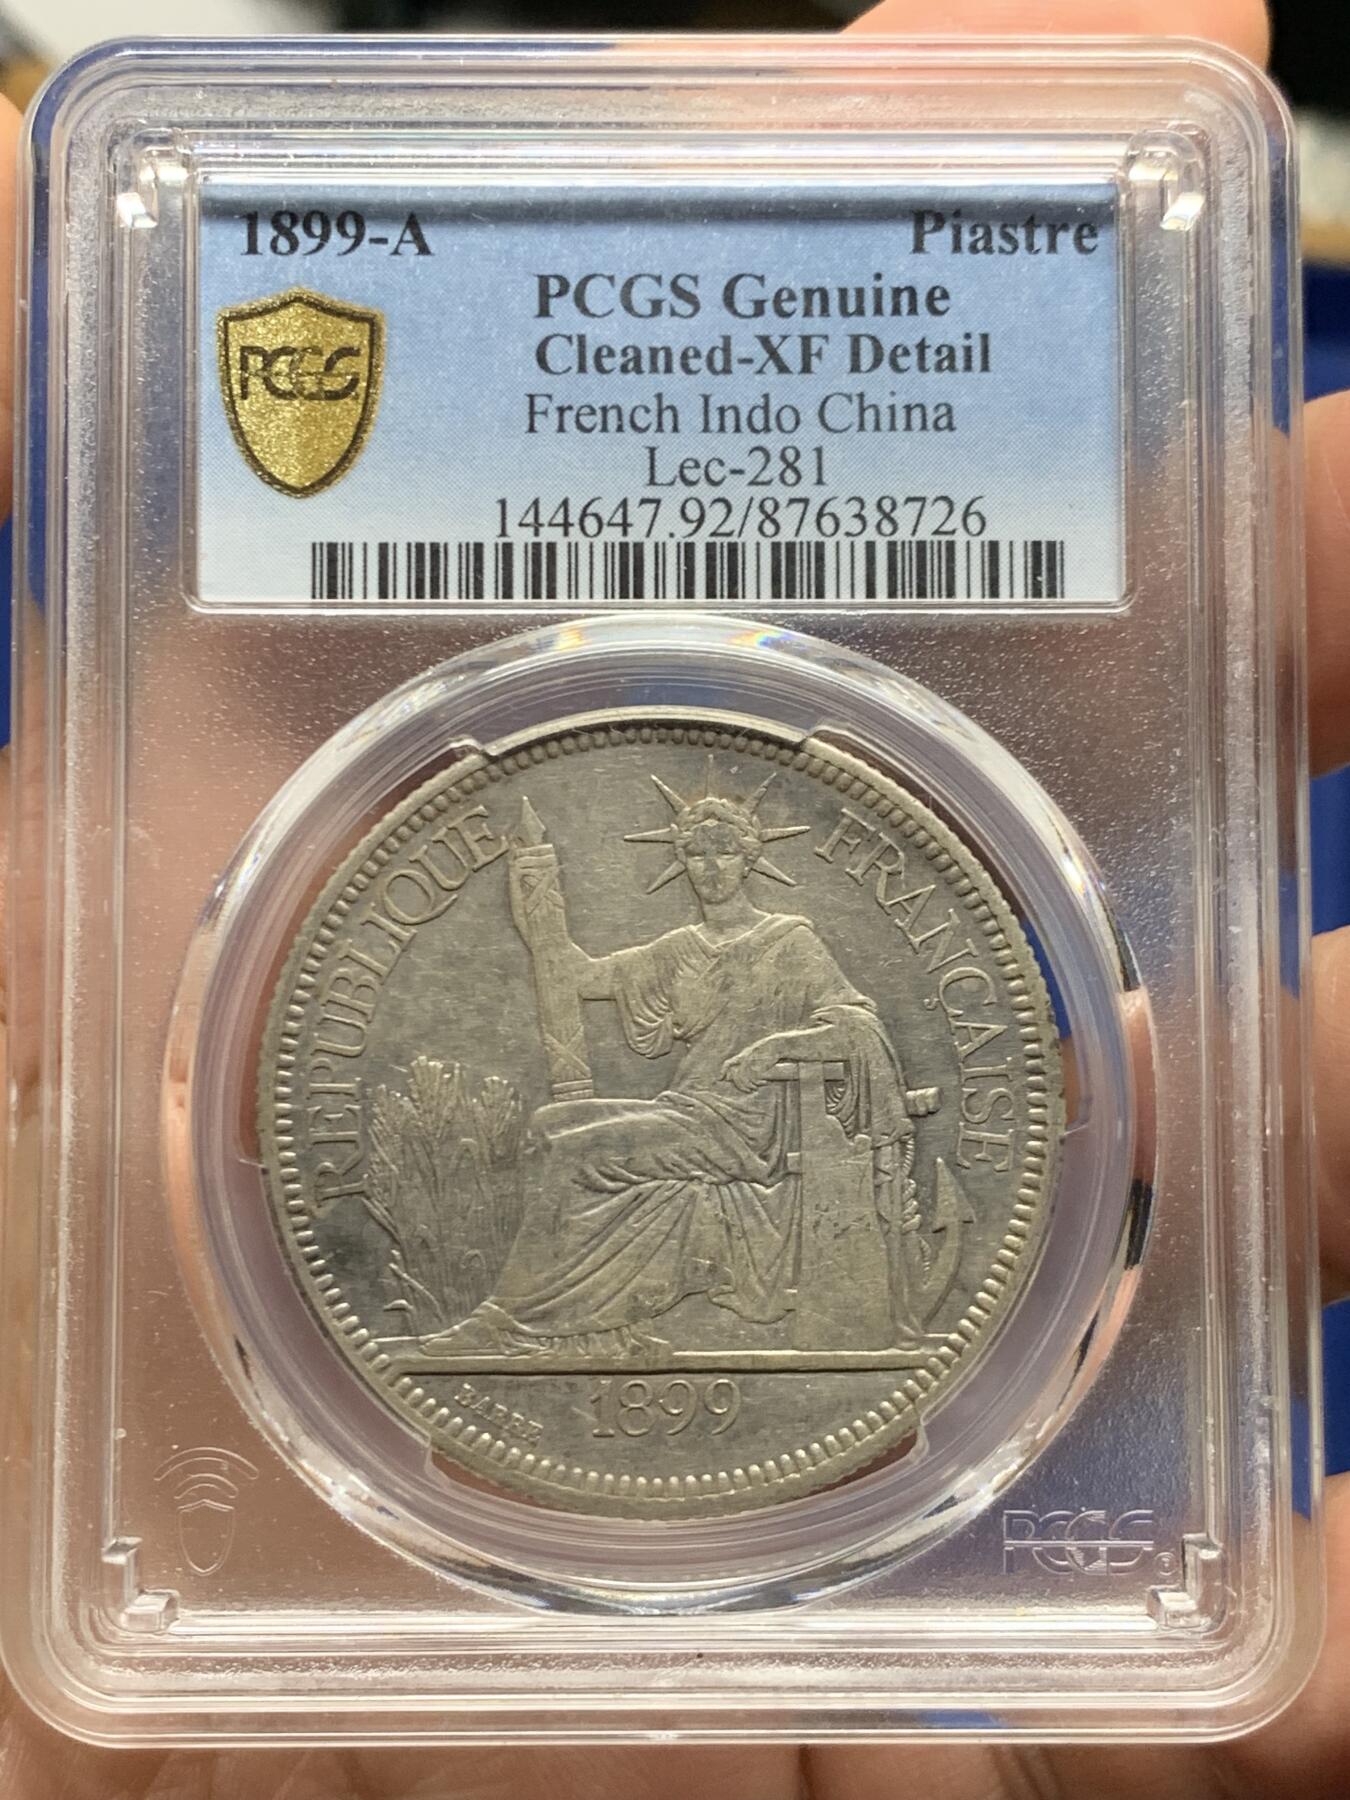 1899-A Piastre
PCGS Genuine
Cleaned-XF Detail
French Indo China
Lec-281
144647.92/87638726
PCGS
REPUBLIQUE FRANÇAISE
BARRE
1899
PCGS